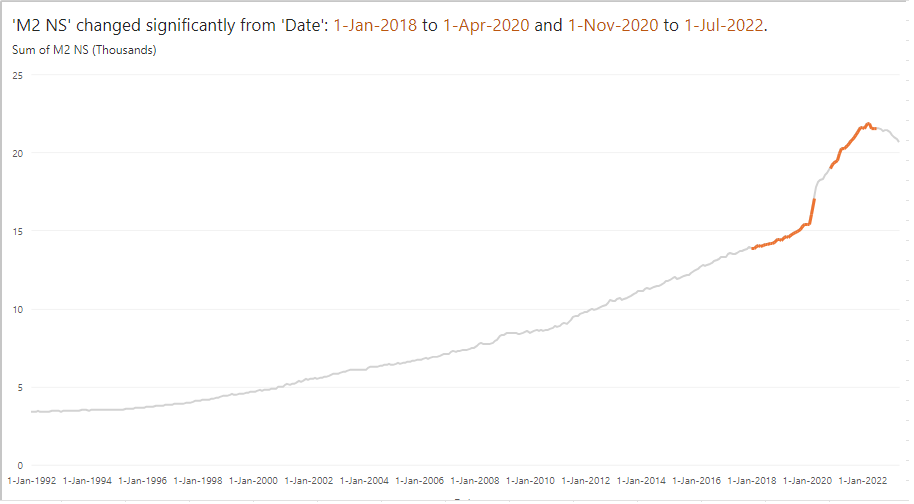 'M2 NS' changed significantly from 'Date': 1-Jan-2018 to 1-Apr-2020 and 1-Nov-2020 to 1-Jul-2022.
Sum of M2 NS (Thousands)
25
20
15
10
5
0
1-Jan-1992 1-Jan-1994 1-Jan-1996 1-Jan-1998 1-Jan-2000 1-Jan-2002 1-Jan-2004 1-Jan-2006 1-Jan-2008 1-Jan-2010 1-Jan-2012 1-Jan-2014 1-Jan-2016 1-Jan-2018 1-Jan-2020 1-Jan-2022